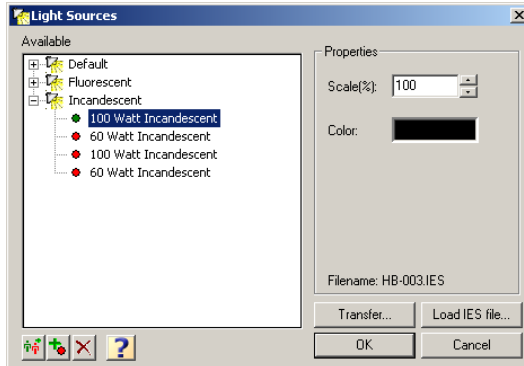 Light Sources
Available
Default
Fluorescent
Incandescent
100 Watt Incandescent
60 Watt Incandescent
100 Watt Incandescent
60 Watt Incandescent
Properties
Scale(%): 100
Color:
Filename: HB-003.IES
Transfer... Load IES file...
OK Cancel